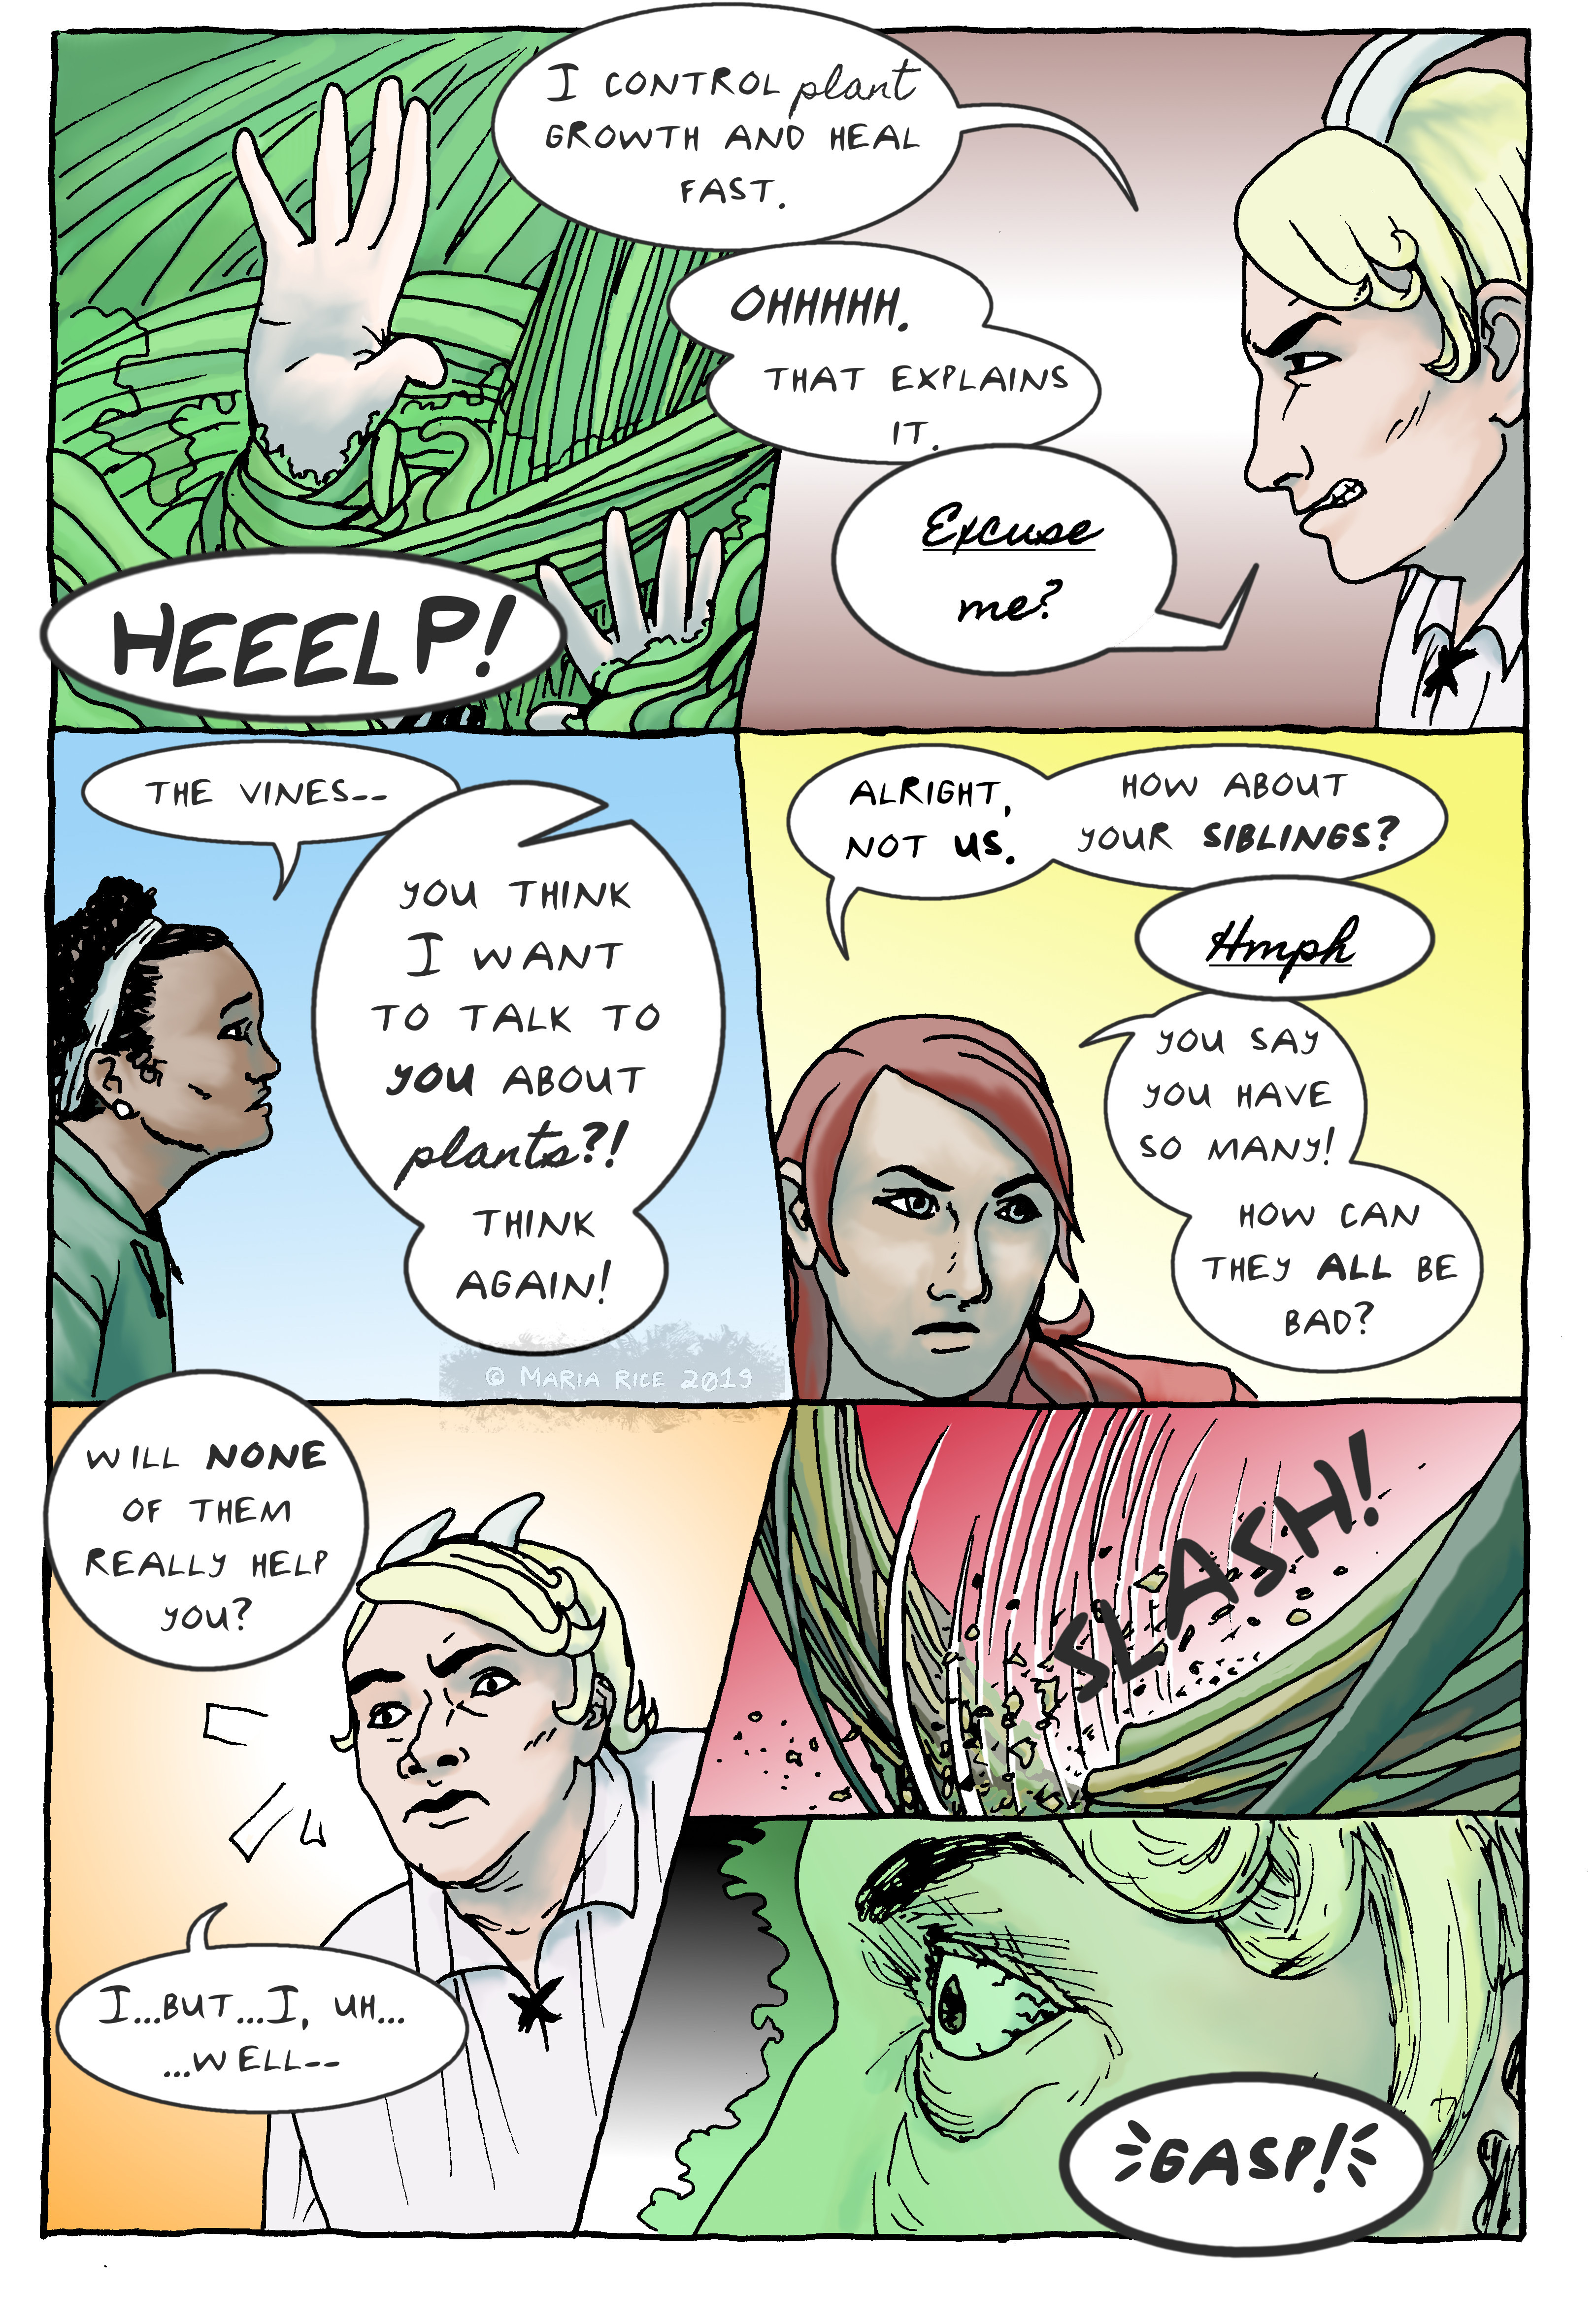 I CONTROL plant
GROWTH AND HEAL
FAST.
OHHHHH.
THAT EXPLAINS
IT.
Excuse
me?
HEEELP!
THE VINES--
YOU THINK
I WANT
TO TALK TO
YOU ABOUT
plants?!
THINK
AGAIN!
© MARIA RICE 2019
ALRIGHT,
NOT US.
HOW ABOUT
YOUR SIBLINGS?
Hmph
YOU SAY
YOU HAVE
SO MANY!
HOW CAN
THEY ALL BE
BAD?
WILL NONE
OF THEM
REALLY HELP
YOU?
I...BUT...I, UH...
...WELL--
SLASH!
GASP!